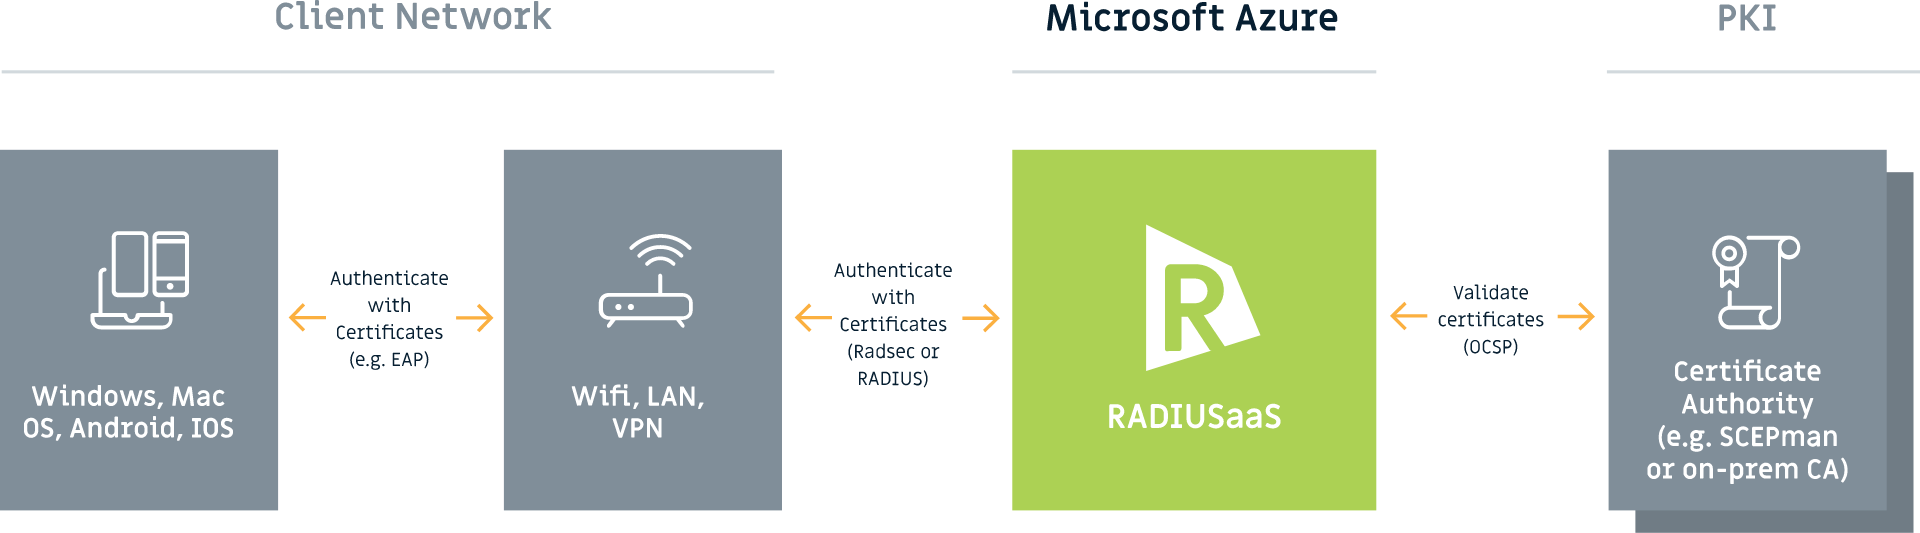 Client Network
Microsoft Azure
PKI
Windows, Mac
OS, Android, IOS
Authenticate
with
Certificates
(e.g. EAP)
Wifi, LAN,
VPN
Authenticate
with
Certificates
(Radsec or
RADIUS)
R
RADIUSaaS
Validate
certificates
(OCSP)
Certificate
Authority
(e.g. SCEPman
or on-prem CA)